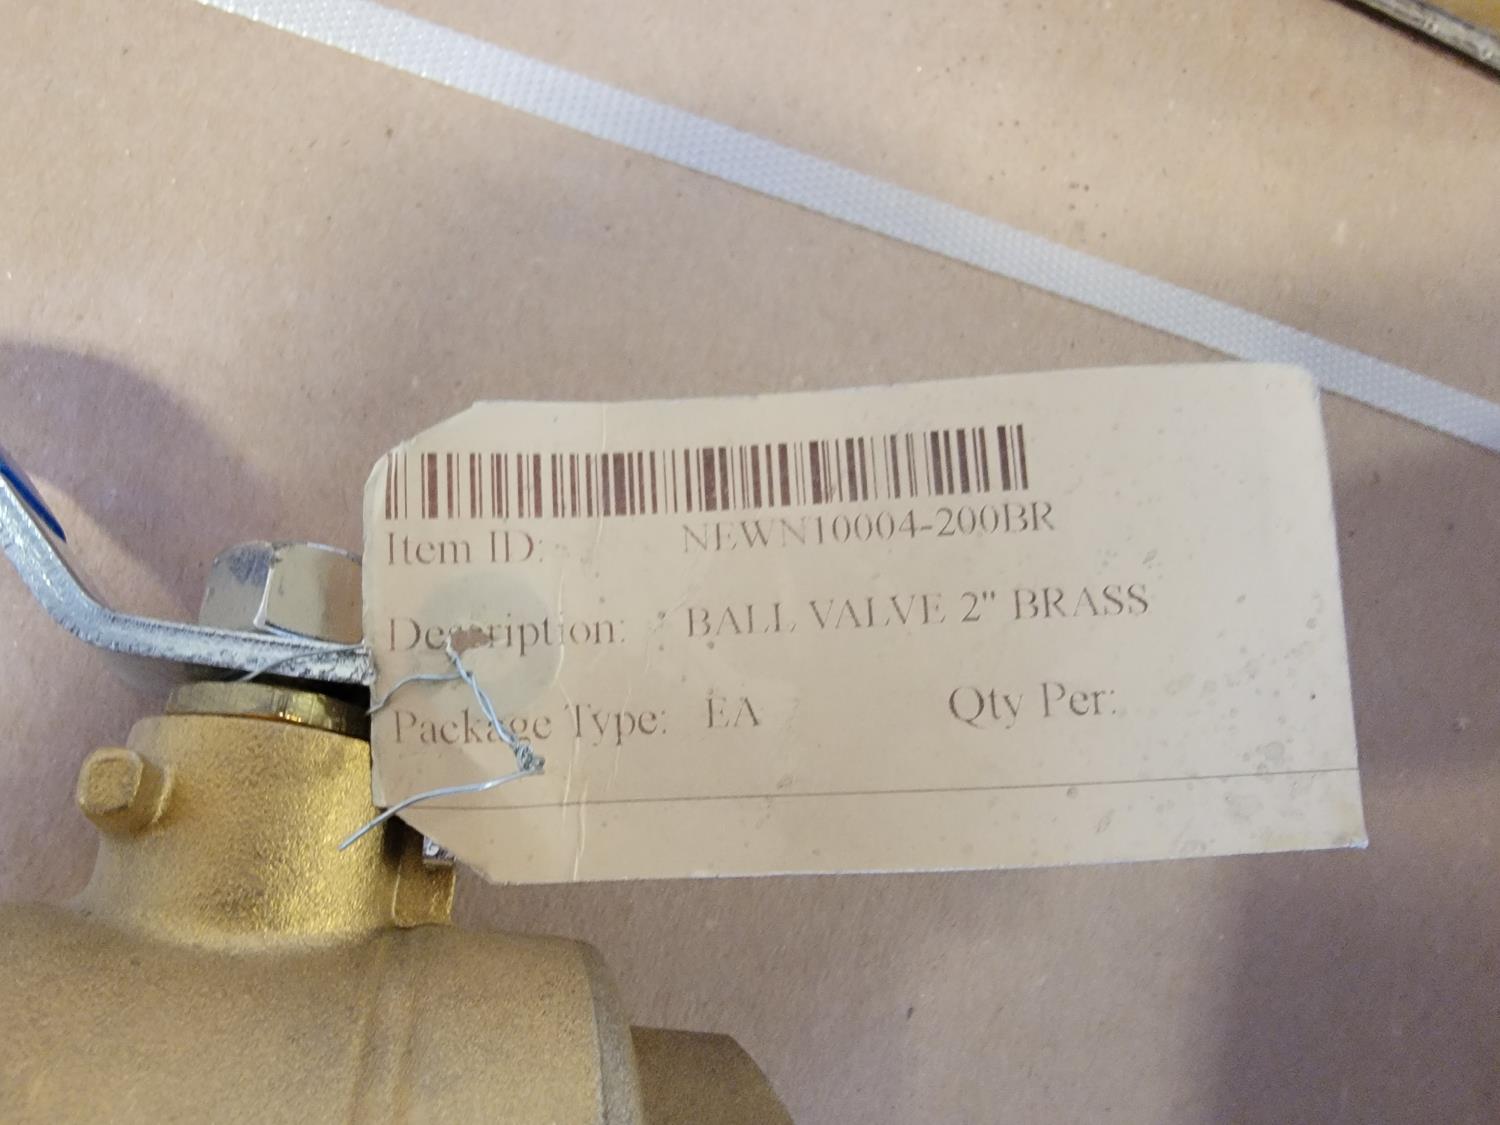 Item ID: NEWN10004-200BR
Description: BALL VALVE 2" BRASS
Package Type: EA Qty Per: